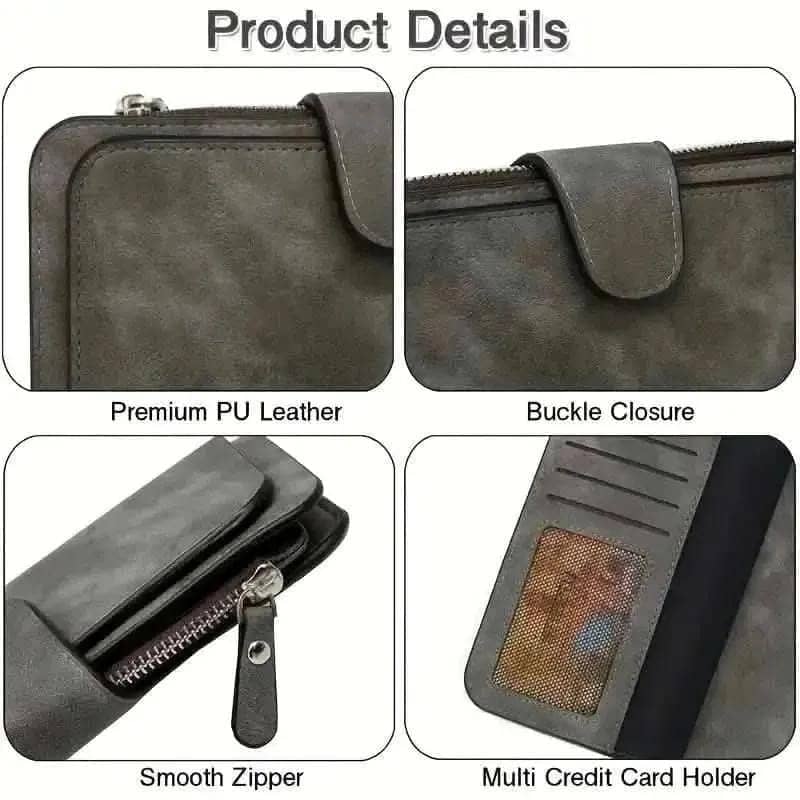 Product Details
Premium PU Leather
Buckle Closure
Smooth Zipper
Multi Credit Card Holder